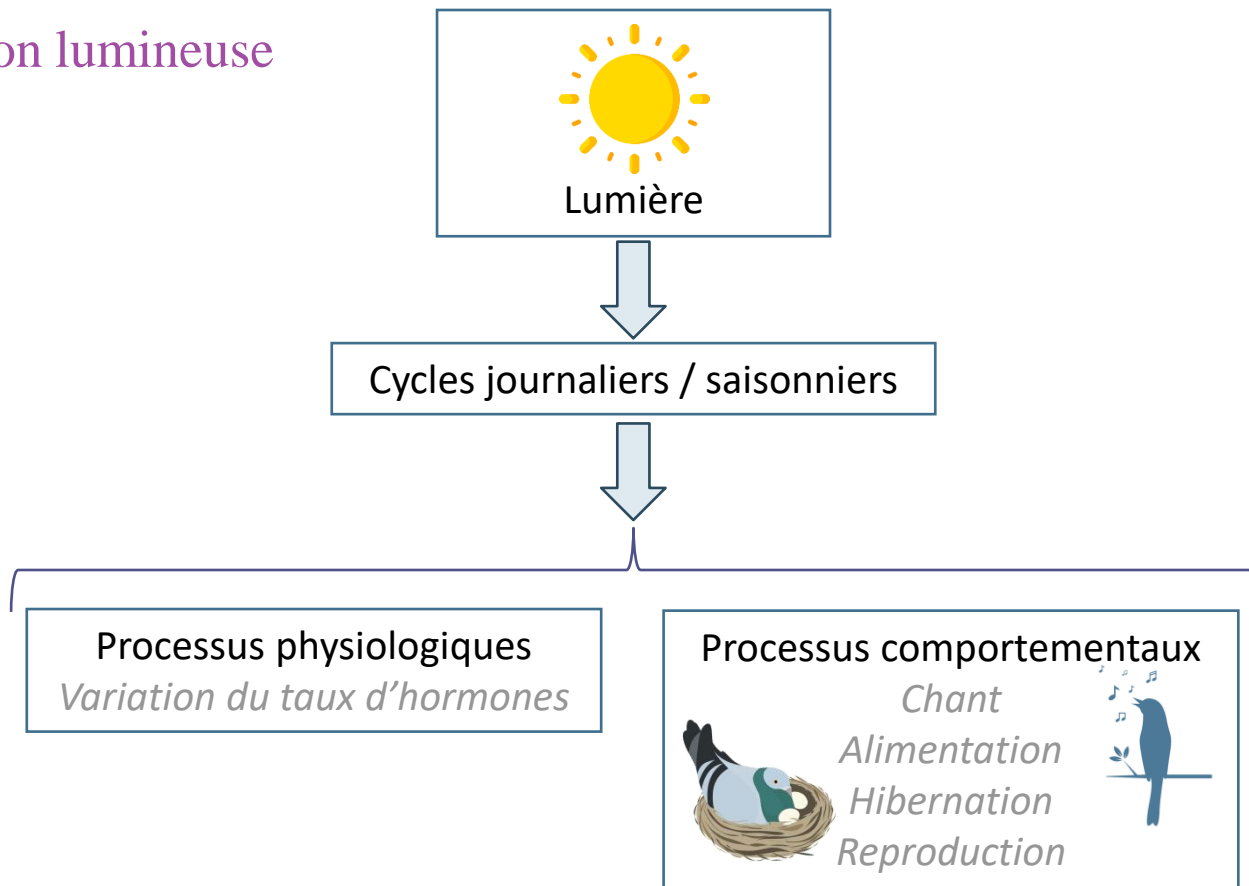 on lumineuse
Lumière
Cycles journaliers / saisonniers
Processus physiologiques
Variation du taux d’hormones
Processus comportementaux
Chant
Alimentation
Hibernation
Reproduction